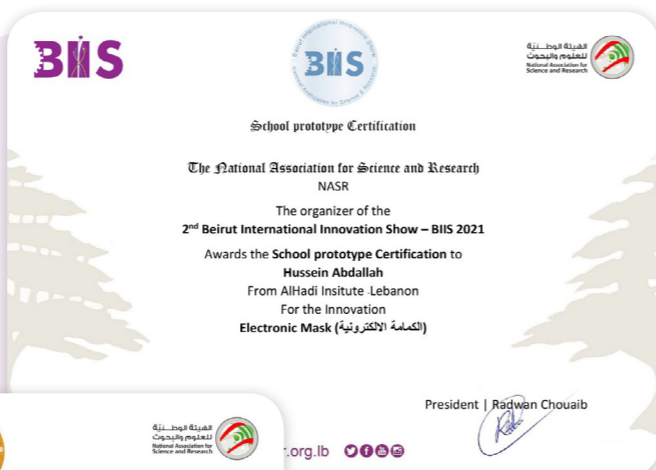 BIIS
BIIS
الهيئة الوطنيّة
للعلوم والبحوث
National Association for
Science and Research
School prototype Certification
The National Association for Science and Research
NASR
The organizer of the
2nd Beirut International Innovation Show – BIIS 2021
Awards the School prototype Certification to
Hussein Abdallah
From AlHadi Insitute Lebanon
For the Innovation
Electronic Mask (الكمامة الالكترونية)
President | Radwan Chouaib
الهيئة الوطنيّة
للعلوم والبحوث
National Association for
Science and Research
.org.lb